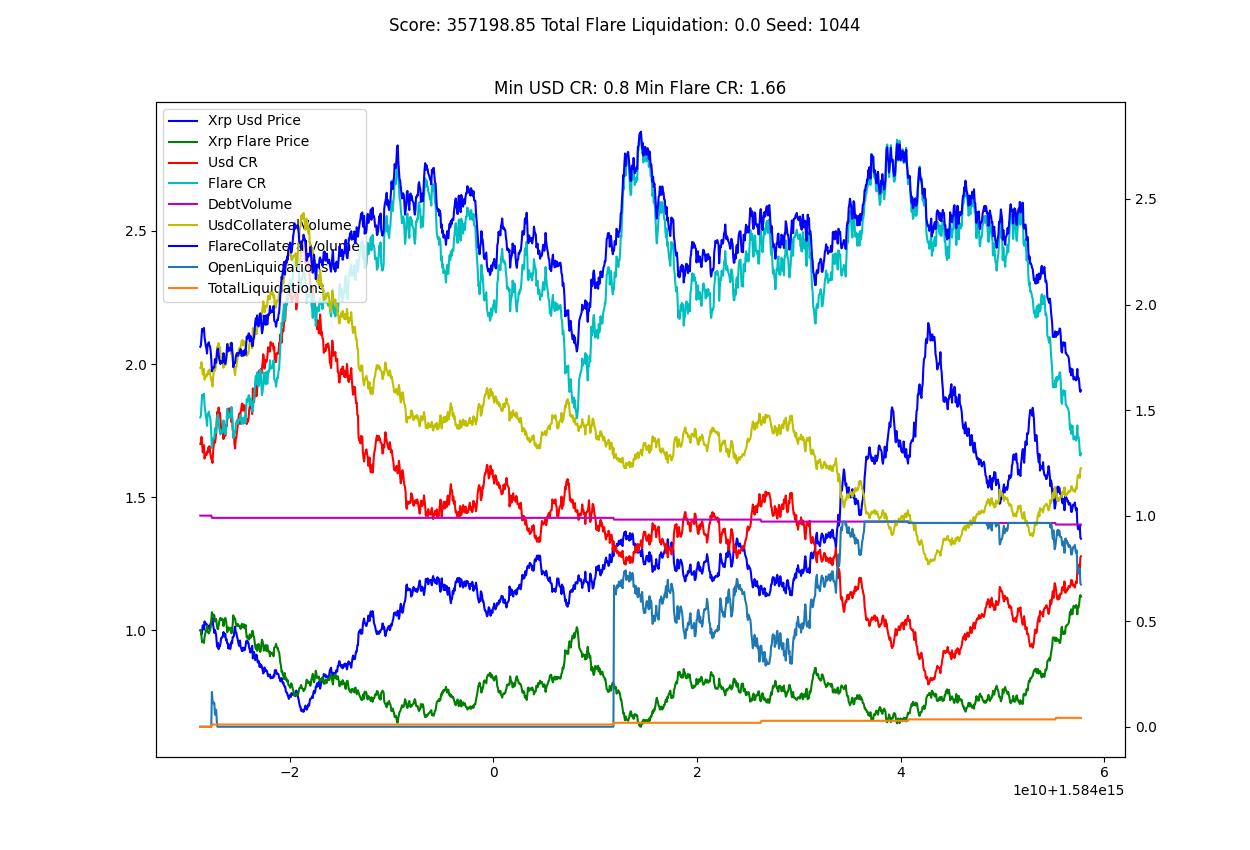 Score: 357198.85 Total Flare Liquidation: 0.0 Seed: 1044
Min USD CR: 0.8 Min Flare CR: 1.66
Xrp Usd Price
Xrp Flare Price
Usd CR
Flare CR
DebtVolume
UsdCollateralVolume
FlareCollateralVolume
OpenLiquidations
TotalLiquidations
2.5
2.0
1.5
1.0
2.5
2.0
1.5
1.0
0.5
0.0
−2
0
2
4
6
1e10+1.584e15